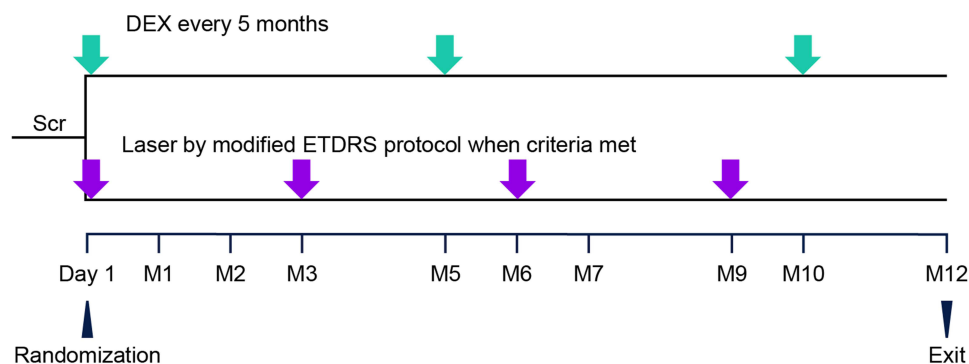 DEX every 5 months
Scr
Laser by modified ETDRS protocol when criteria met
Day 1 M1 M2 M3 M5 M6 M7 M9 M10 M12
Randomization Exit